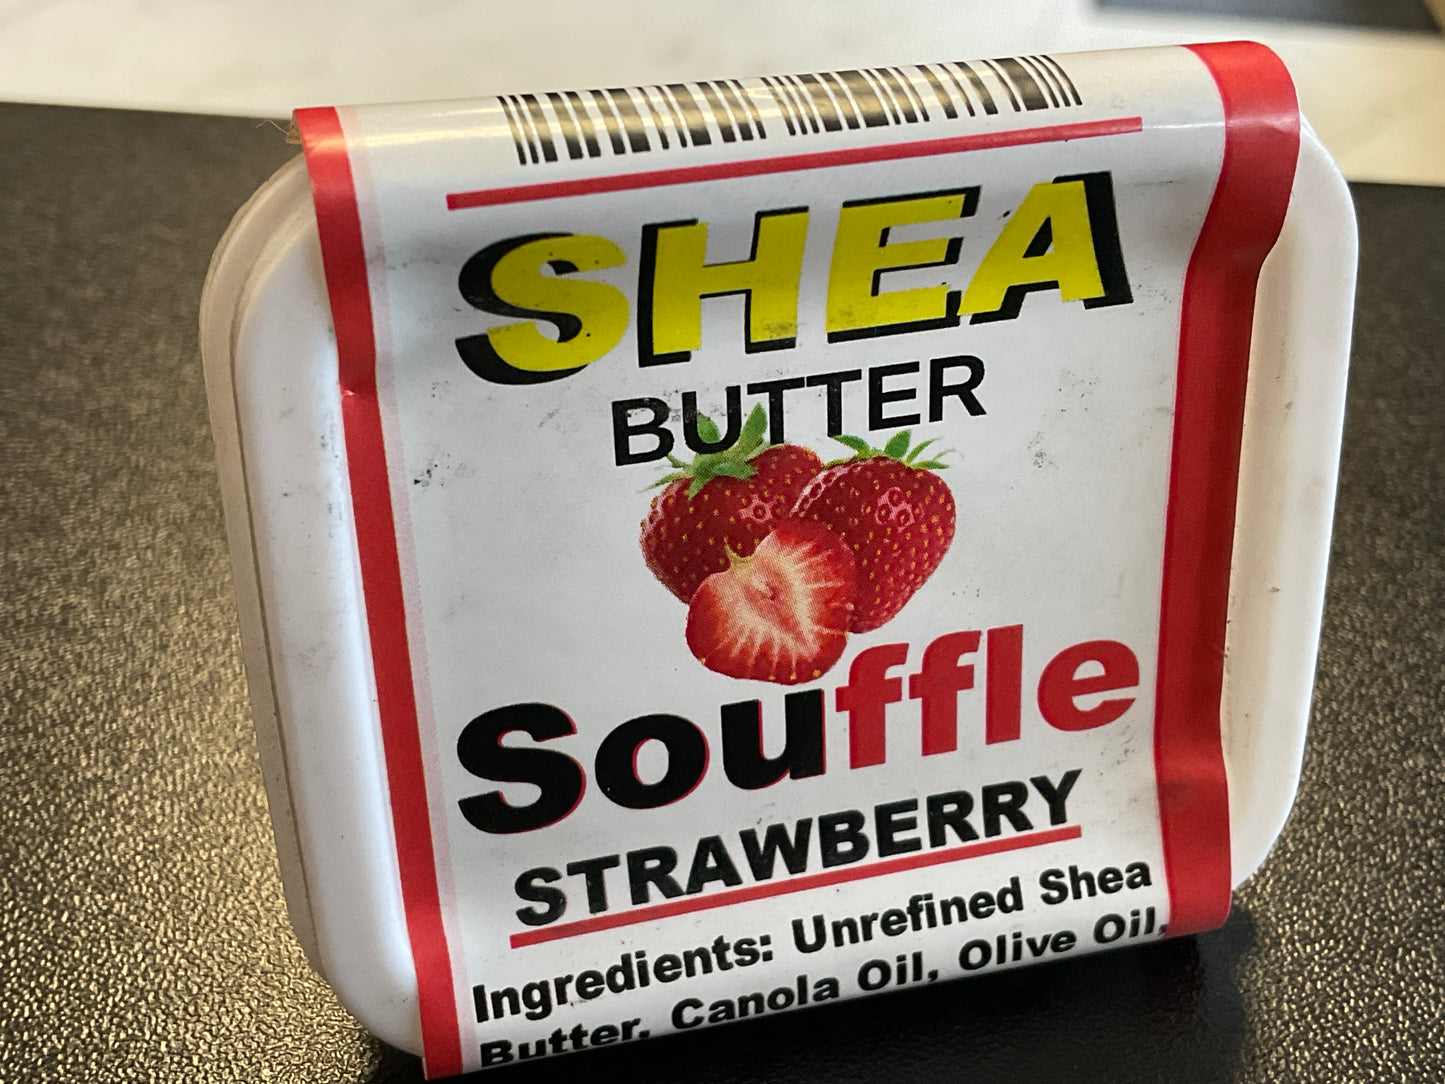 SHEA
BUTTER
Souffle
STRAWBERRY
Ingredients: Unrefined Shea
Butter, Canola Oil, Olive Oil,